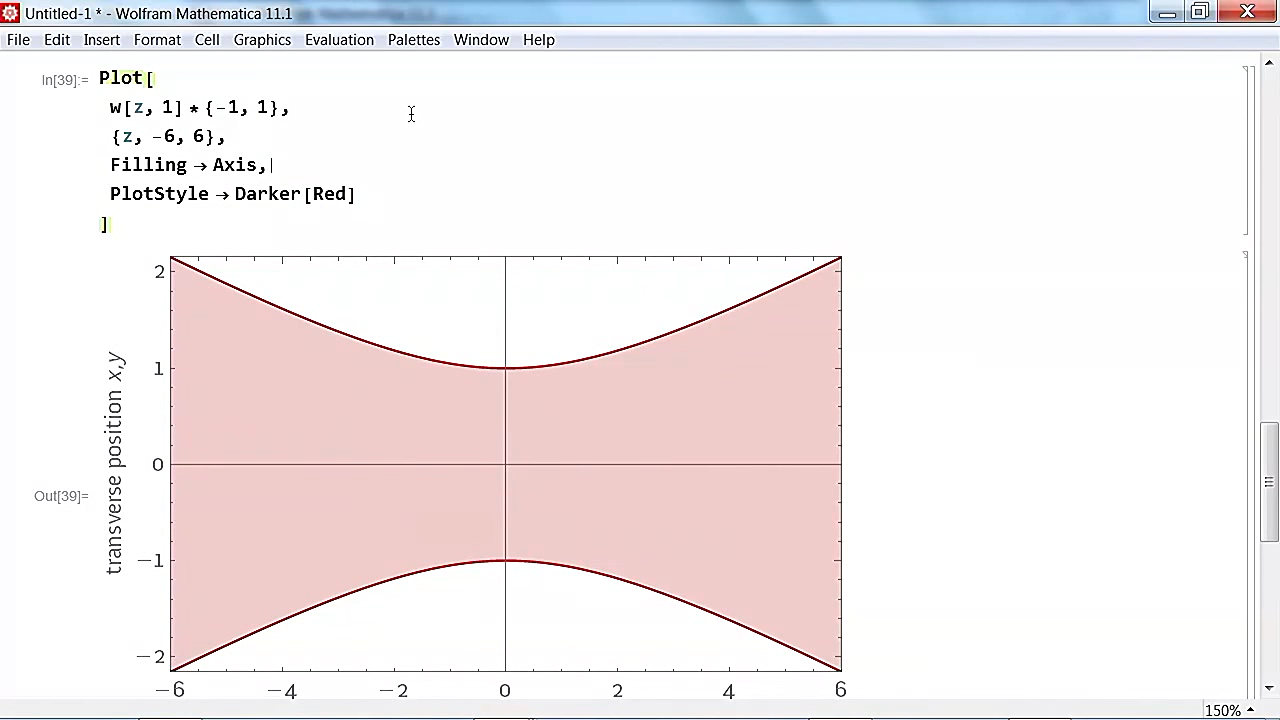 Untitled-1 * - Wolfram Mathematica 11.1
File Edit Insert Format Cell Graphics Evaluation Palettes Window Help
In[39]:= Plot[
w[z, 1] * {-1, 1},
{z, -6, 6},
Filling → Axis,
PlotStyle → Darker[Red]
]
2
1
0
-1
-2
transverse position x,y
Out[39]=
-6 -4 -2 0 2 4 6
150%